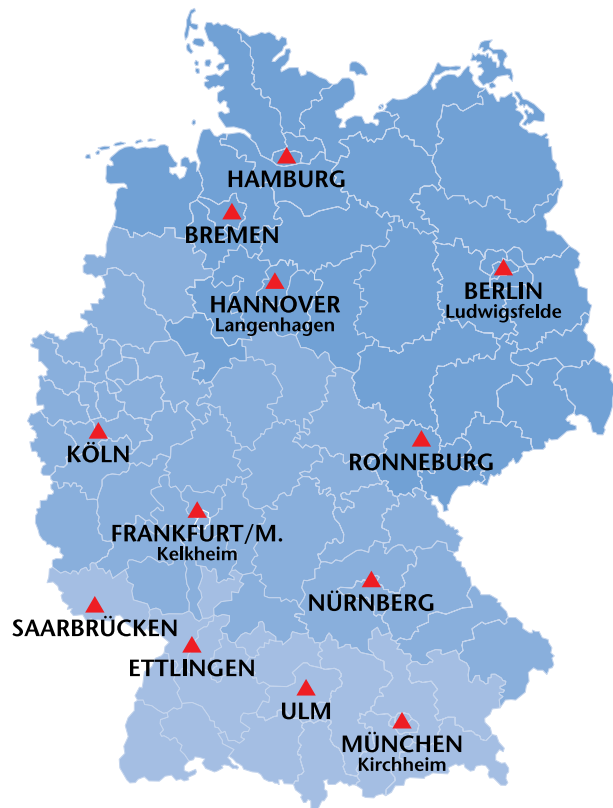 HAMBURG
BREMEN
HANNOVER
Langenhagen
BERLIN
Ludwigsfelde
KÖLN
RONNEBURG
FRANKFURT/M.
Kelkheim
NÜRNBERG
SAARBRÜCKEN
ETTLINGEN
ULM
MÜNCHEN
Kirchheim